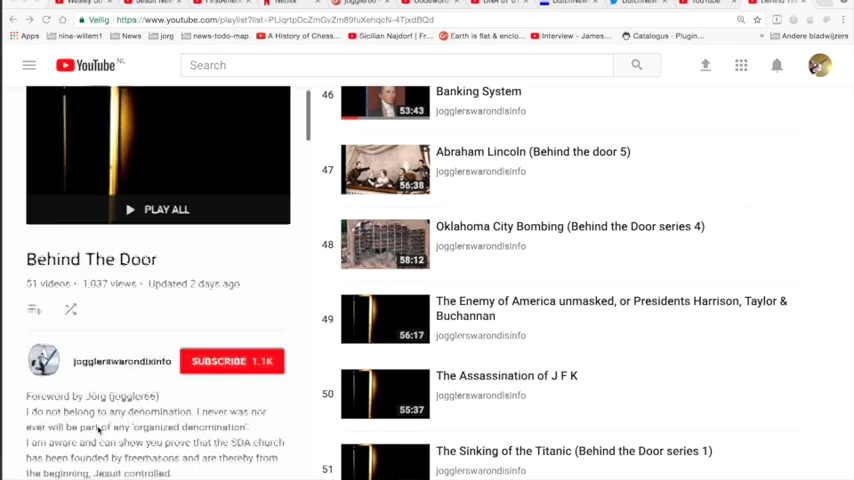 Netflix
Veilig
https://www.youtube.com/playlist?list=PLIqrtpDcZmGvZm89fuXehqcN-4TjxdBQd
Apps
nina-willem1
News
jorg
news-todo-map
A History of Chess...
Sicilian Najdorf | Fr...
Earth is flat & enclo...
Interview - James...
Catalogus - Plugin...
Andere bladwijzers
YouTube NL
Search
PLAY ALL
Behind The Door
51 videos • 1,037 views • Updated 2 days ago
jogglerswarondisinfo
SUBSCRIBE 1.1K
Foreword by Jörg (joggler66)
I do not belong to any denomination. I never was nor
ever will be part of any 'organized denomination'.
I am aware and can show you prove that the SDA church
has been founded by freemasons and are thereby from
the beginning, Jesuit controlled.
46
53:43
Banking System
jogglerswarondisinfo
47
56:38
Abraham Lincoln (Behind the door 5)
jogglerswarondisinfo
48
58:12
Oklahoma City Bombing (Behind the Door series 4)
jogglerswarondisinfo
49
56:17
The Enemy of America unmasked, or Presidents Harrison, Taylor &
Buchannan
jogglerswarondisinfo
50
55:37
The Assassination of J F K
jogglerswarondisinfo
51
The Sinking of the Titanic (Behind the Door series 1)
jogglerswarondisinfo